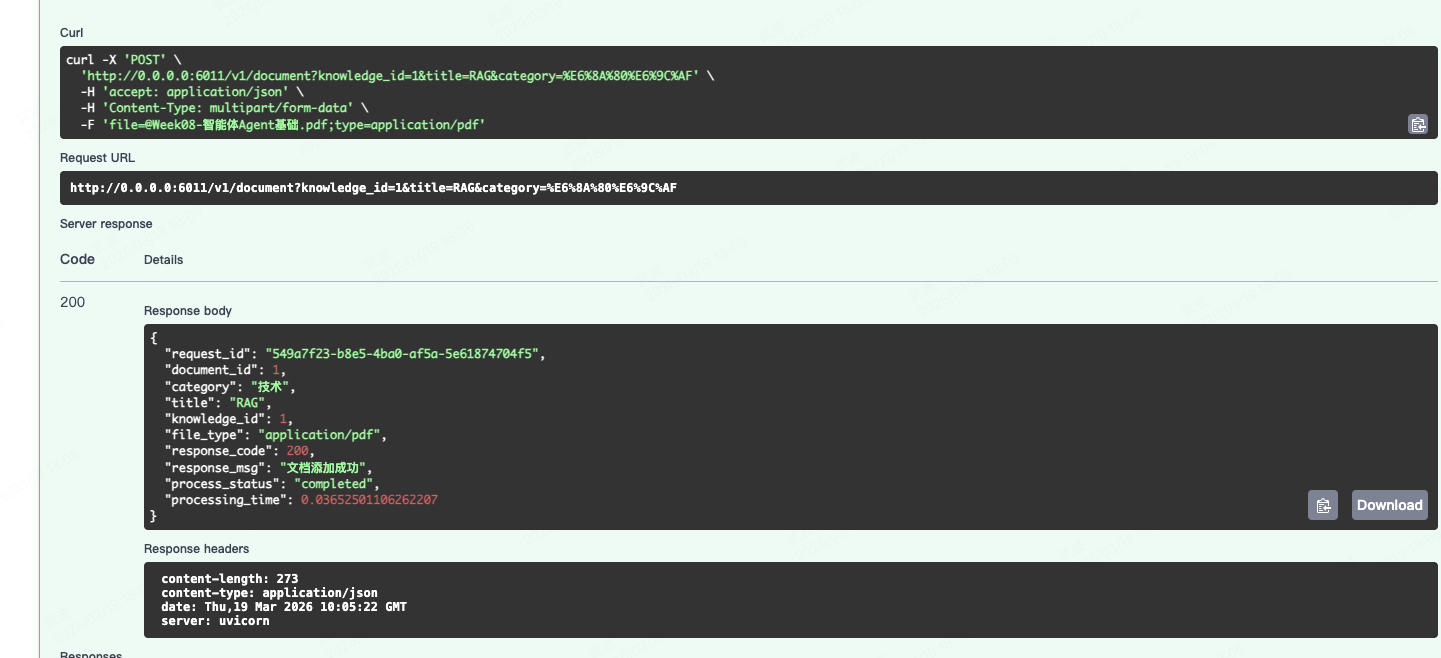 Curl
curl -X 'POST' \
'http://0.0.0.0:6011/v1/document?knowledge_id=1&title=RAG&category=%E6%8A%80%E6%9C%AF' \
-H 'accept: application/json' \
-H 'Content-Type: multipart/form-data' \
-F 'file=@Week08-智能体Agent基础.pdf;type=application/pdf'
Request URL
http://0.0.0.0:6011/v1/document?knowledge_id=1&title=RAG&category=%E6%8A%80%E6%9C%AF
Server response
Code Details
200
Response body
{
"request_id": "549a7f23-b8e5-4ba0-af5a-5e61874704f5",
"document_id": 1,
"category": "技术",
"title": "RAG",
"knowledge_id": 1,
"file_type": "application/pdf",
"response_code": 200,
"response_msg": "文档添加成功",
"process_status": "completed",
"processing_time": 0.03652501106262207
}
Download
Response headers
content-length: 273
content-type: application/json
date: Thu,19 Mar 2026 10:05:22 GMT
server: uvicorn
Responses